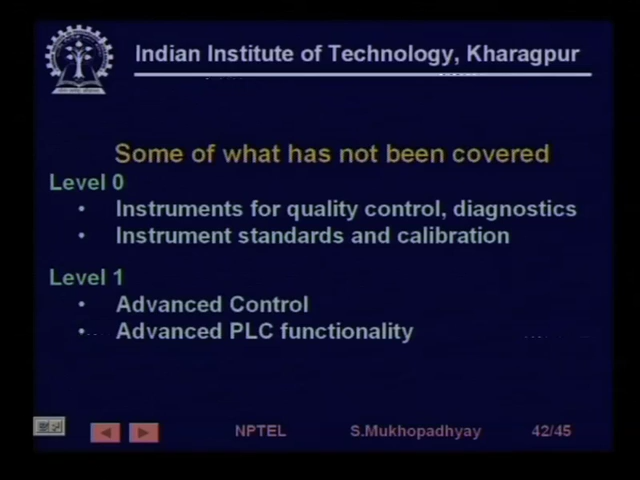 Indian Institute of Technology, Kharagpur
Some of what has not been covered
Level 0
• Instruments for quality control, diagnostics
• Instrument standards and calibration
Level 1
• Advanced Control
• Advanced PLC functionality
NPTEL S.Mukhopadhyay 42/45